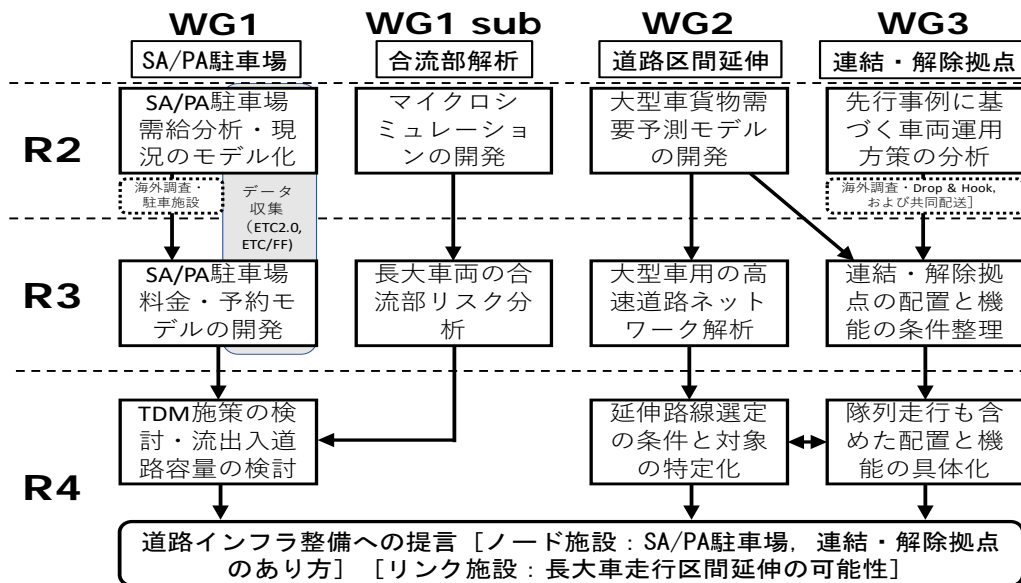 WG1
WG1 sub
WG2
WG3
SA/PA駐車場
合流部解析
道路区間延伸
連結・解除拠点
R2
SA/PA駐車場
需給分析・現
況のモデル化
マイクロシ
ミュレーショ
ンの開発
大型車貨物需
要予測モデル
の開発
先行事例に基
づく車両運用
方策の分析
海外調査・
駐車施設
データ
収集
（ETC2.0,
ETC/FF)
海外調査・Drop & Hook,
および共同配送]
R3
SA/PA駐車場
料金・予約モ
デルの開発
長大車両の合
流部リスク分
析
大型車用の高
速道路ネット
ワーク解析
連結・解除拠
点の配置と機
能の条件整理
R4
TDM施策の検
討・流出入道
路容量の検討
延伸路線選定
の条件と対象
の特定化
隊列走行も含
めた配置と機
能の具体化
道路インフラ整備への提言［ノード施設：SA/PA駐車場，連結・解除拠点
のあり方］［リンク施設：長大車走行区間延伸の可能性］